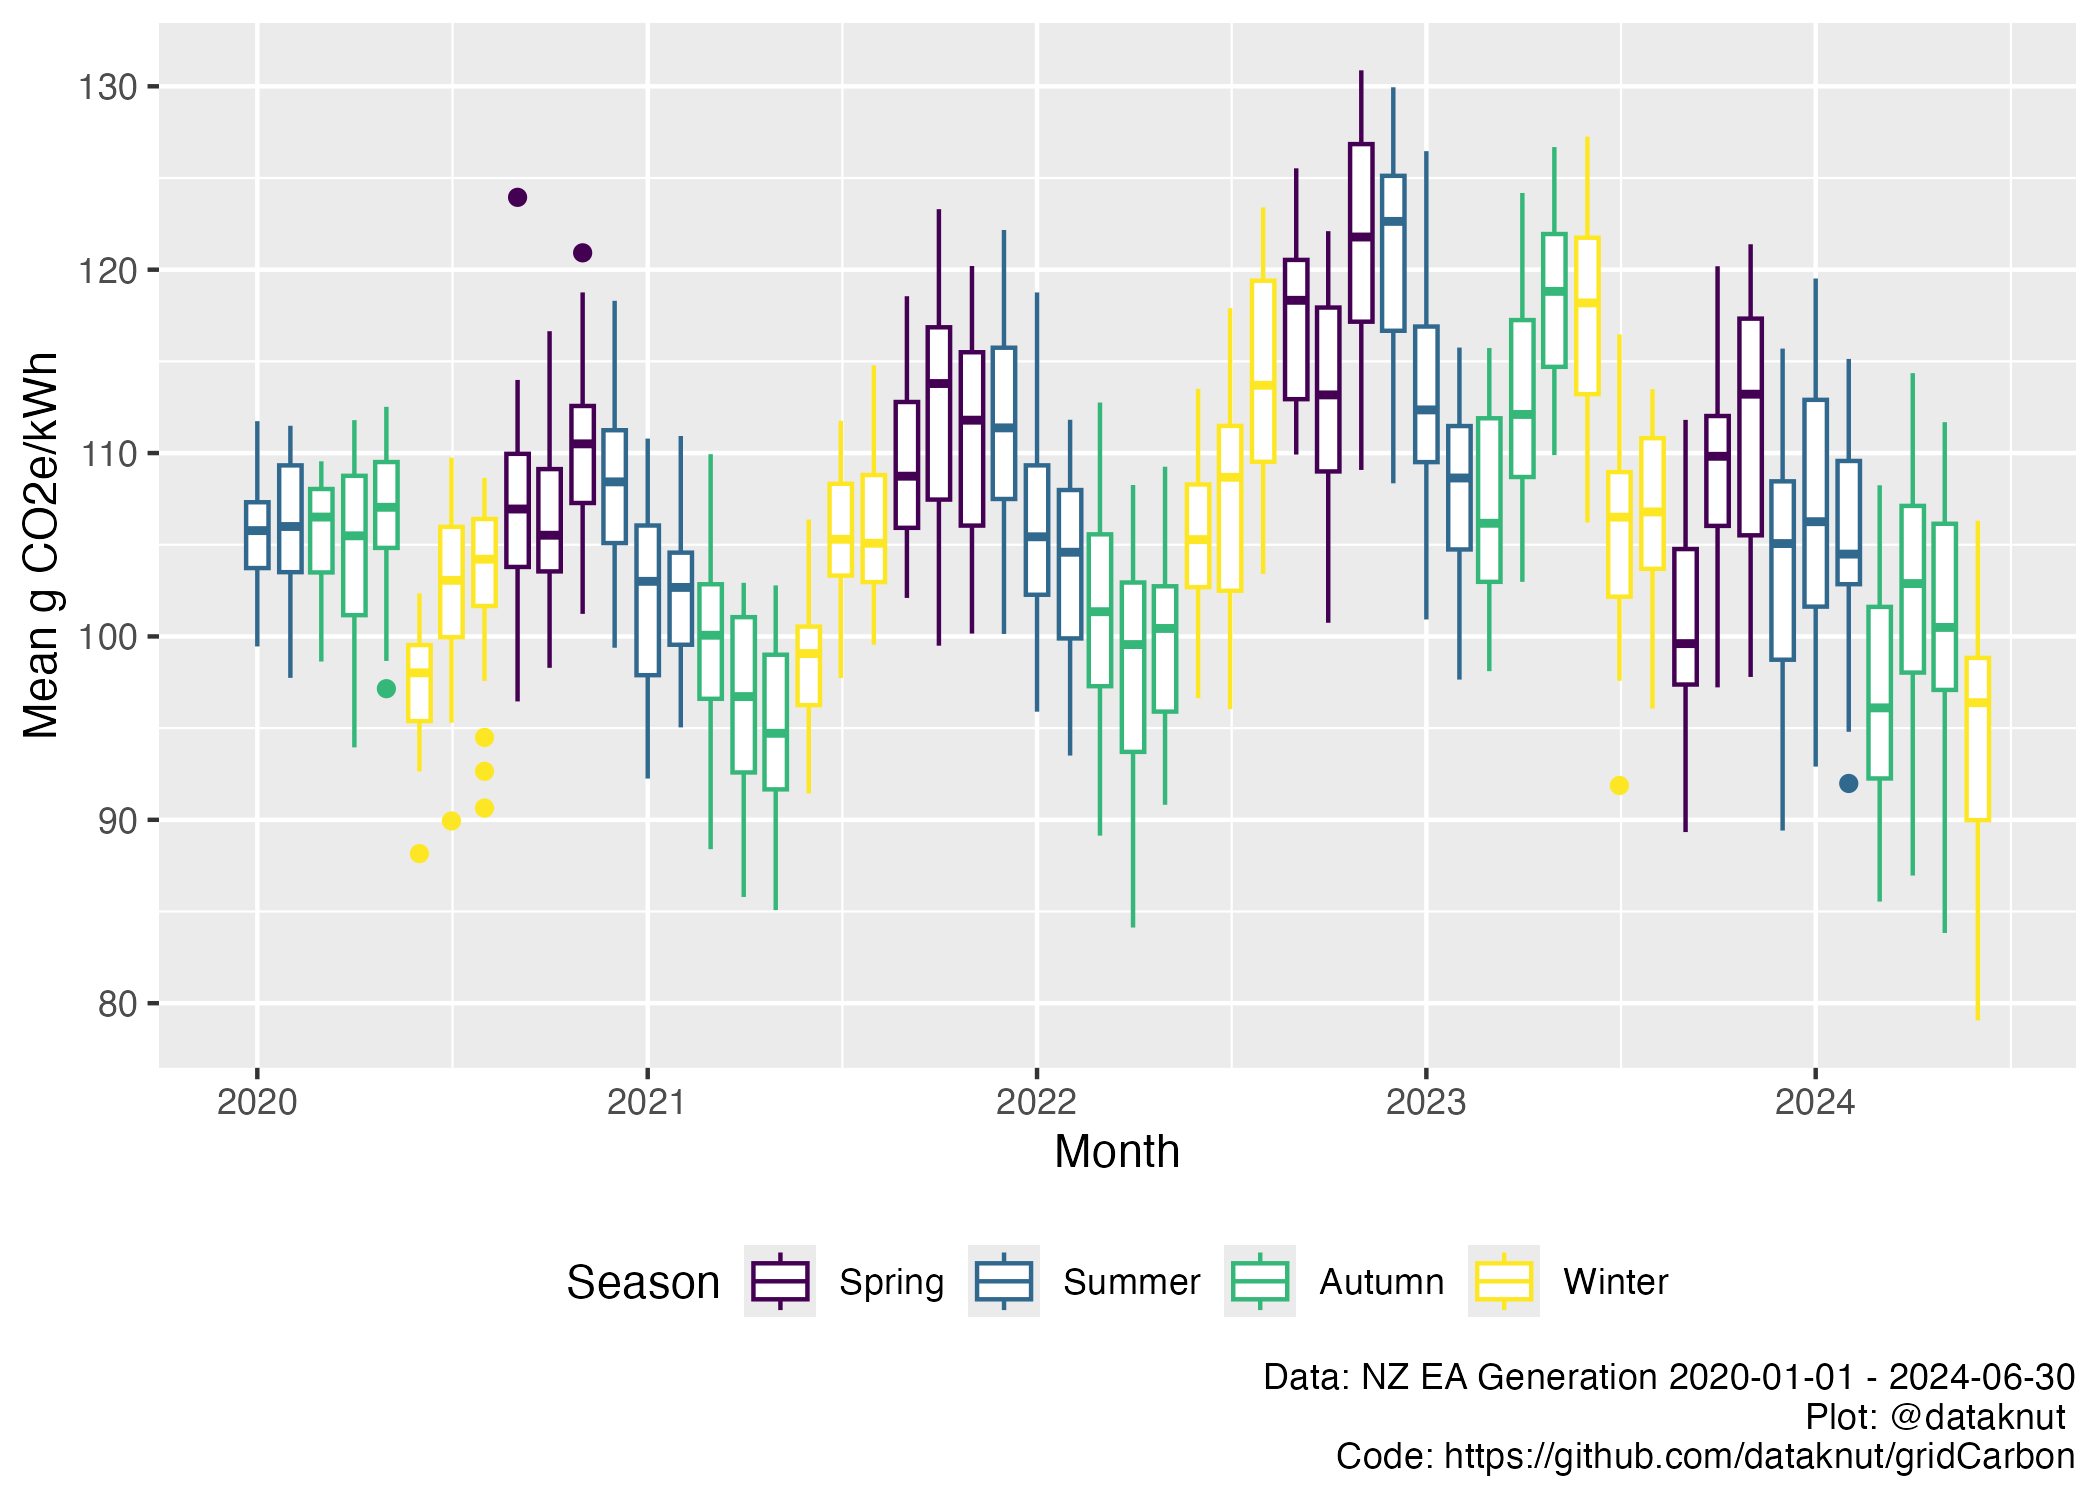 Mean g CO2e/kWh
130
120
110
100
90
80
2020 2021 2022 2023 2024
Month
Season Spring Summer Autumn Winter
Data: NZ EA Generation 2020-01-01 - 2024-06-30
Plot: @dataknut
Code: https://github.com/dataknut/gridCarbon